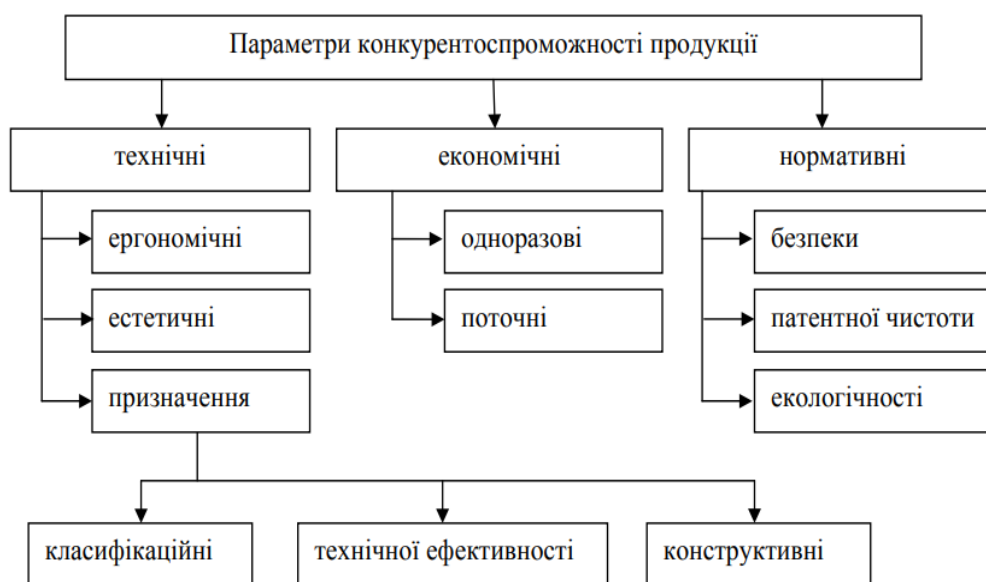 Параметри конкурентоспроможності продукції
технічні
економічні
нормативні
ергономічні
одноразові
безпеки
естетичні
поточні
патентної чистоти
призначення
екологічності
класифікаційні
технічної ефективності
конструктивні